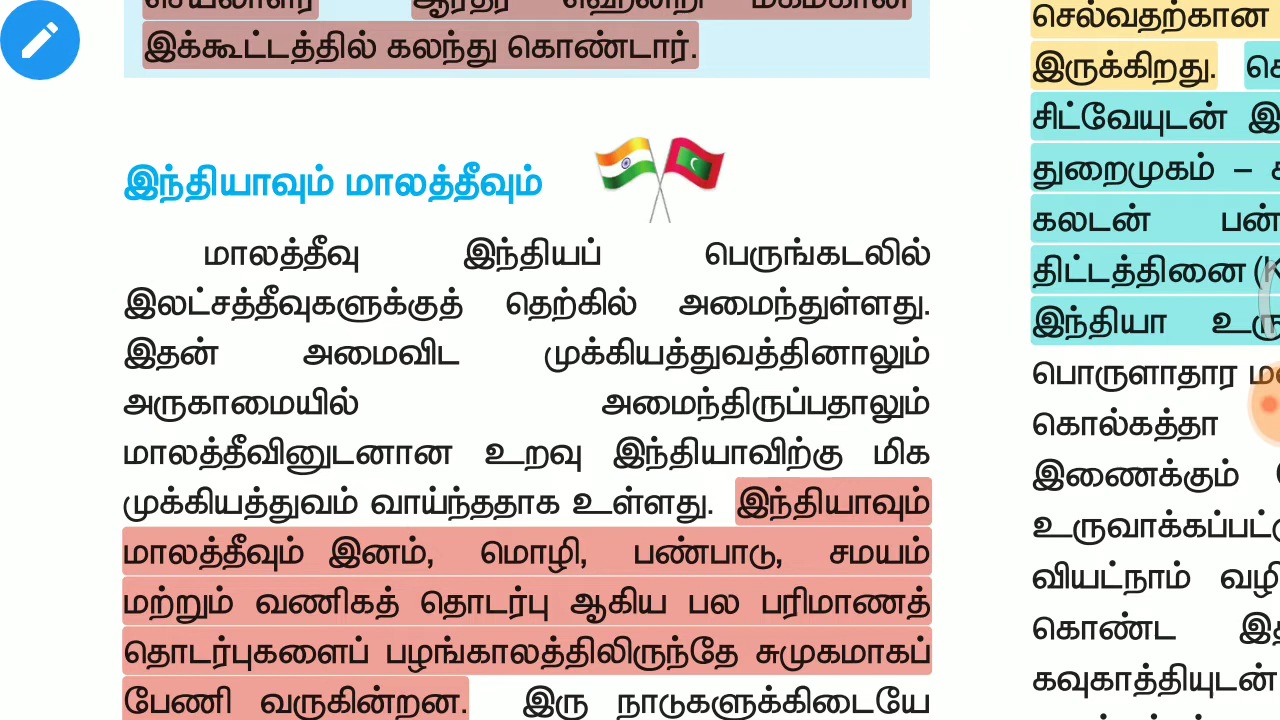 இக்கூட்டத்தில் கலந்து கொண்டார்.
இந்தியாவும் மாலத்தீவும்
மாலத்தீவு இந்தியப் பெருங்கடலில்
இலட்சத்தீவுகளுக்குத் தெற்கில் அமைந்துள்ளது.
இதன் அமைவிட முக்கியத்துவத்தினாலும்
அருகாமையில் அமைந்திருப்பதாலும்
மாலத்தீவினுடனான உறவு இந்தியாவிற்கு மிக
முக்கியத்துவம் வாய்ந்ததாக உள்ளது. இந்தியாவும்
மாலத்தீவும் இனம், மொழி, பண்பாடு, சமயம்
மற்றும் வணிகத் தொடர்பு ஆகிய பல பரிமாணத்
தொடர்புகளைப் பழங்காலத்திலிருந்தே சுமுகமாகப்
பேணி வருகின்றன. இரு நாடுகளுக்கிடையே
செல்வதற்கான
இருக்கிறது.
சிட்வேயுடன்
துறைமுகம் –
கலடன்
திட்டத்தினை
இந்தியா
பொருளாதார
கொல்கத்தா
இணைக்கும்
வியட்நாம் வழி
கொண்ட
கவுகாத்தியுடன்